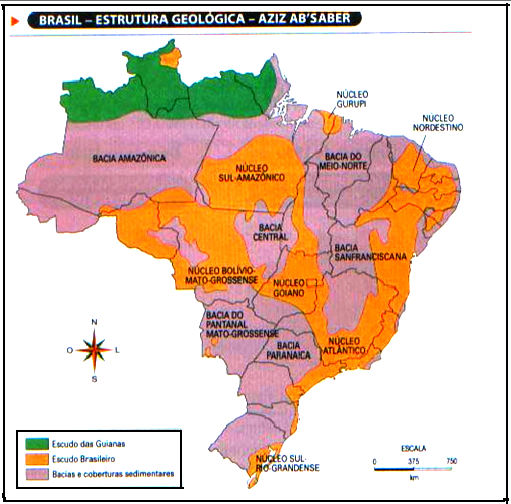 BRASIL – ESTRUTURA GEOLÓGICA – AZIZ AB'SABER
NÚCLEO
GURUPI
NÚCLEO
NORDESTINO
BACIA AMAZÔNICA
BACIA DO
MEIO-NORTE
NÚCLEO
SUL-AMAZÔNICO
BACIA
CENTRAL
BACIA
SANFRANCISCANA
NÚCLEO BOLÍVIO-
MATO-GROSSENSE
NÚCLEO
GOIANO
BACIA DO
PANTANAL
MATO-GROSSENSE
BACIA
PARANAICA
NÚCLEO
ATLÂNTICO
N
O
L
S
Escudo das Guianas
Escudo Brasileiro
Bacias e coberturas sedimentares
NÚCLEO SUL-
RIO-GRANDENSE
ESCALA
0 375 750
km